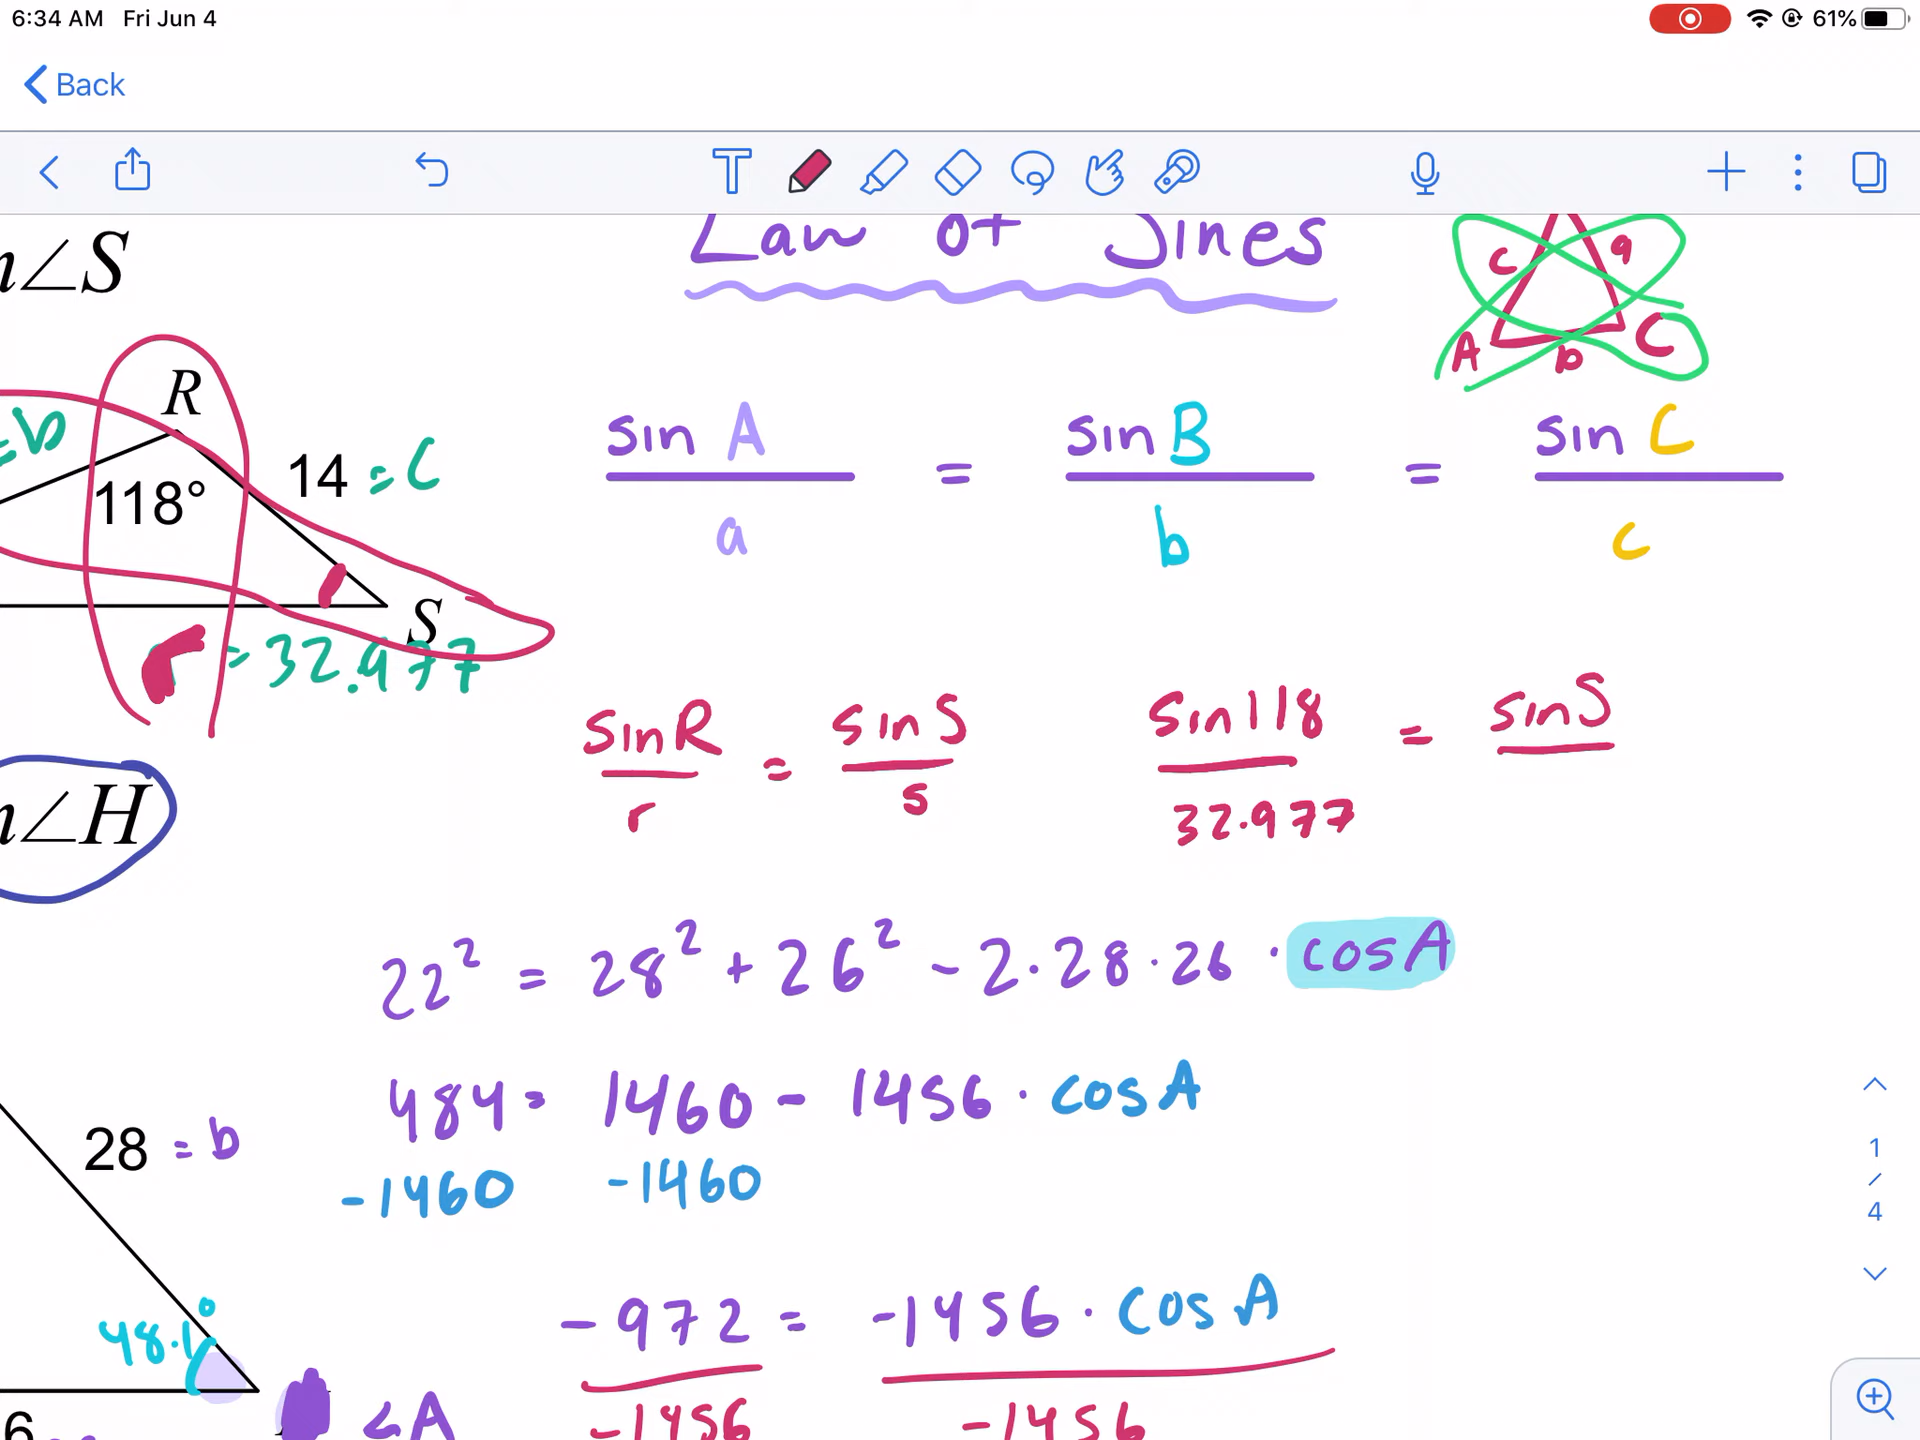 6:34 AM Fri Jun 4
61%
Back
∠S
Law of Sines
c a
A b C
R
=b
118°
14 = C
S
r = 32.977
sin A / a = sin B / b = sin C / c
sin R / r = sin S / s
sin 118 / 32.977 = sin S
∠H
22² = 28² + 26² - 2·28·26 · cos A
484 = 1460 - 1456 · cos A
-1460 -1460
28 = b
-972 = -1456 · cos A
-1456 -1456
48.1°
6
<A
1 / 4